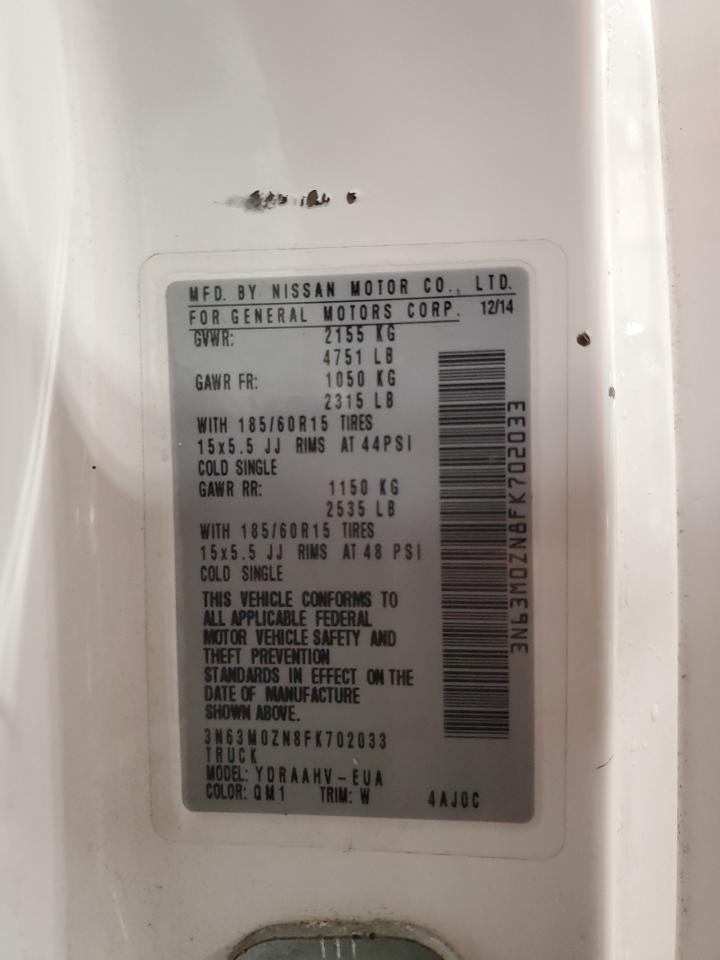 MFD. BY NISSAN MOTOR CO., LTD.
FOR GENERAL MOTORS CORP. 12/14
GVWR: 2155 KG
4751 LB
GAWR FR: 1050 KG
2315 LB
WITH 185/60R15 TIRES
15x5.5 JJ RIMS AT 44PSI
COLD SINGLE
GAWR RR: 1150 KG
2535 LB
WITH 185/60R15 TIRES
15x5.5 JJ RIMS AT 48 PSI
COLD SINGLE
THIS VEHICLE CONFORMS TO
ALL APPLICABLE FEDERAL
MOTOR VEHICLE SAFETY AND
THEFT PREVENTION
STANDARDS IN EFFECT ON THE
DATE OF MANUFACTURE
SHOWN ABOVE.
3N63M0ZN8FK702033
TRUCK
MODEL: YDRAAHV-EUA
COLOR: QM1 TRIM: W 4AJ0C
3N63M0ZN8FK702033